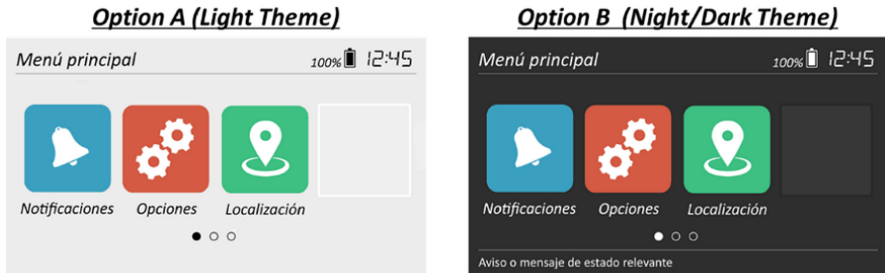 Option A (Light Theme)
Menú principal 100% 12:45
Notificaciones Opciones Localización
Option B (Night/Dark Theme)
Menú principal 100% 12:45
Notificaciones Opciones Localización
Aviso o mensaje de estado relevante